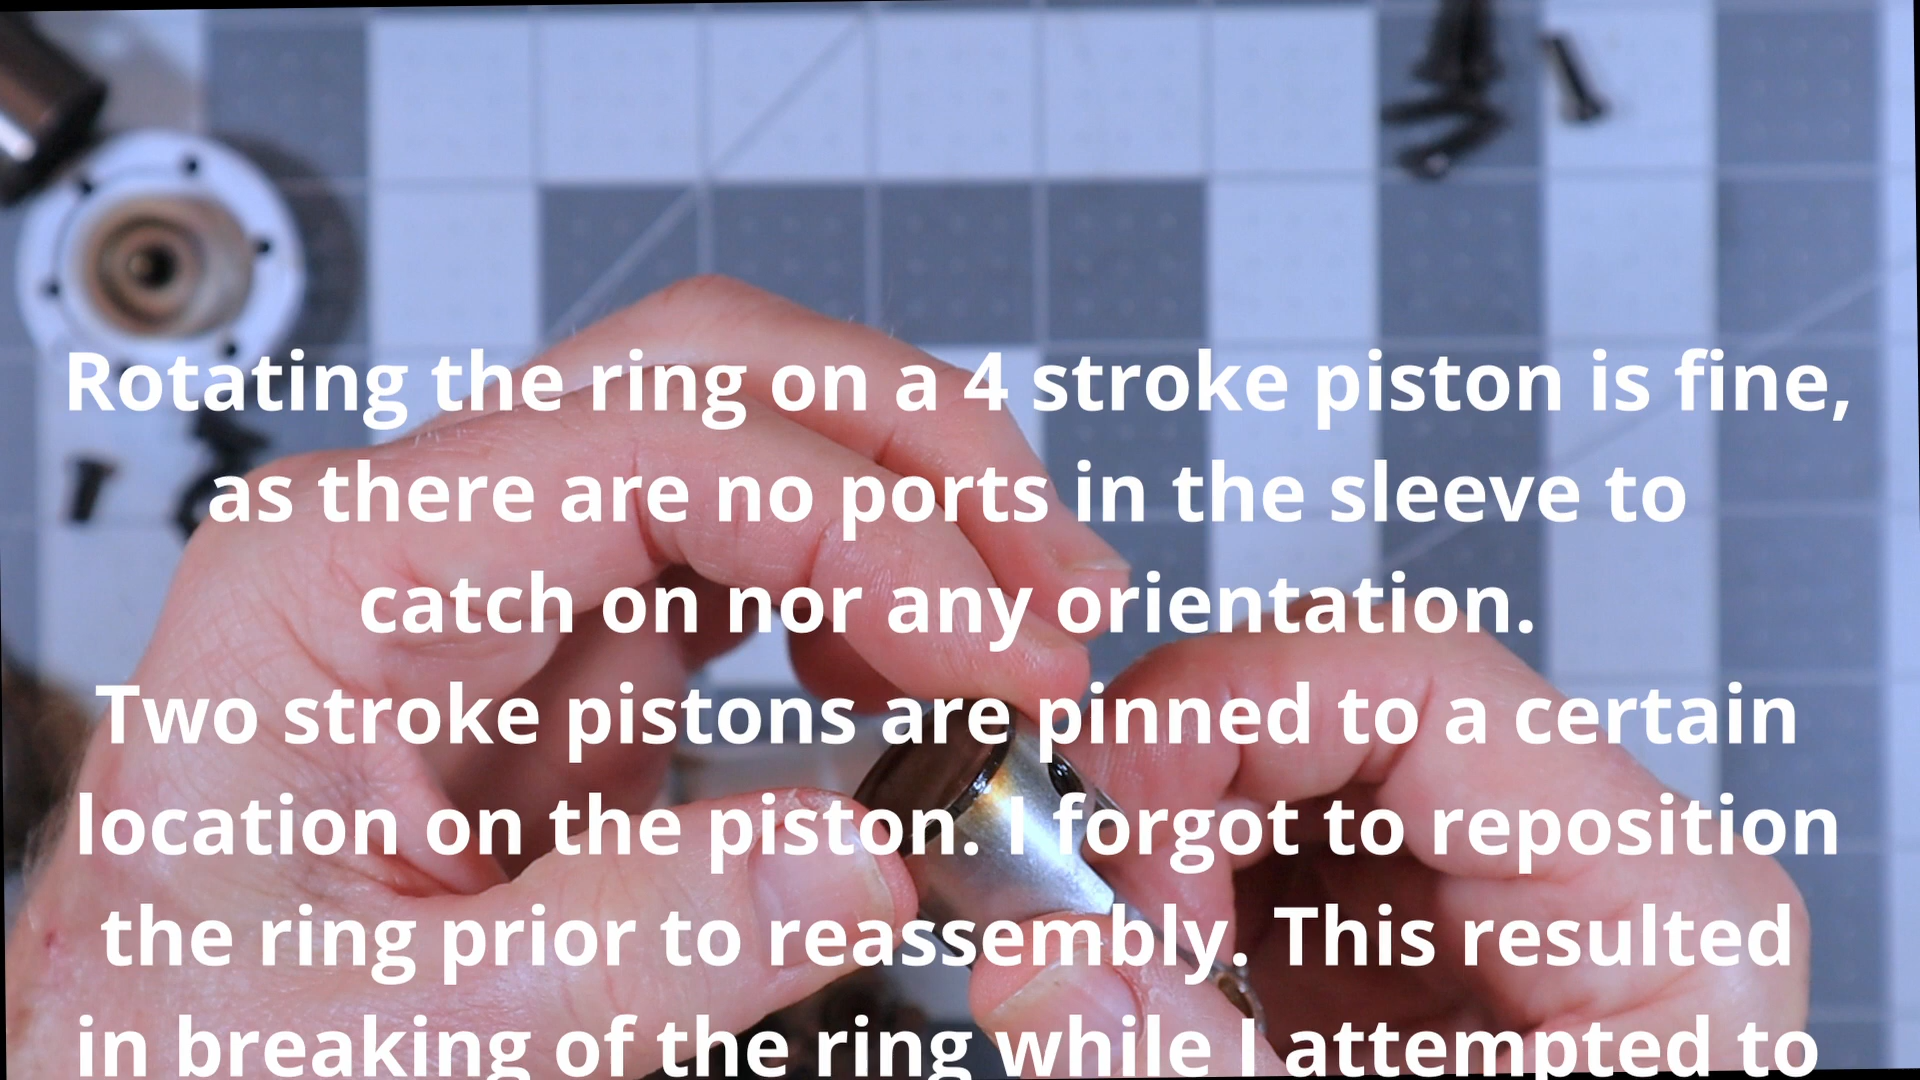 Rotating the ring on a 4 stroke piston is fine,
as there are no ports in the sleeve to
catch on nor any orientation.
Two stroke pistons are pinned to a certain
location on the piston. I forgot to reposition
the ring prior to reassembly. This resulted
in breaking of the ring while I attempted to